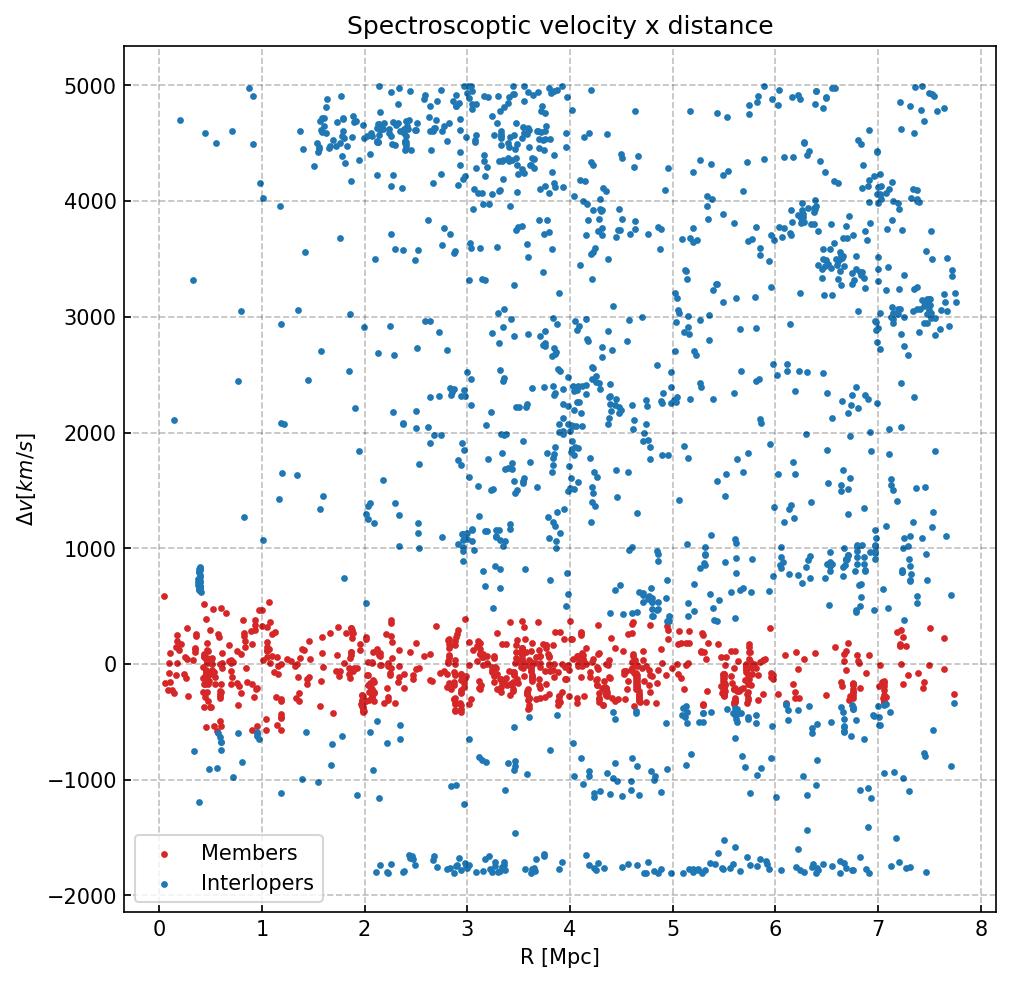 Spectroscoptic velocity x distance
Δv[km/s]
5000
4000
3000
2000
1000
0
−1000
−2000
Members
Interlopers
0 1 2 3 4 5 6 7 8
R [Mpc]